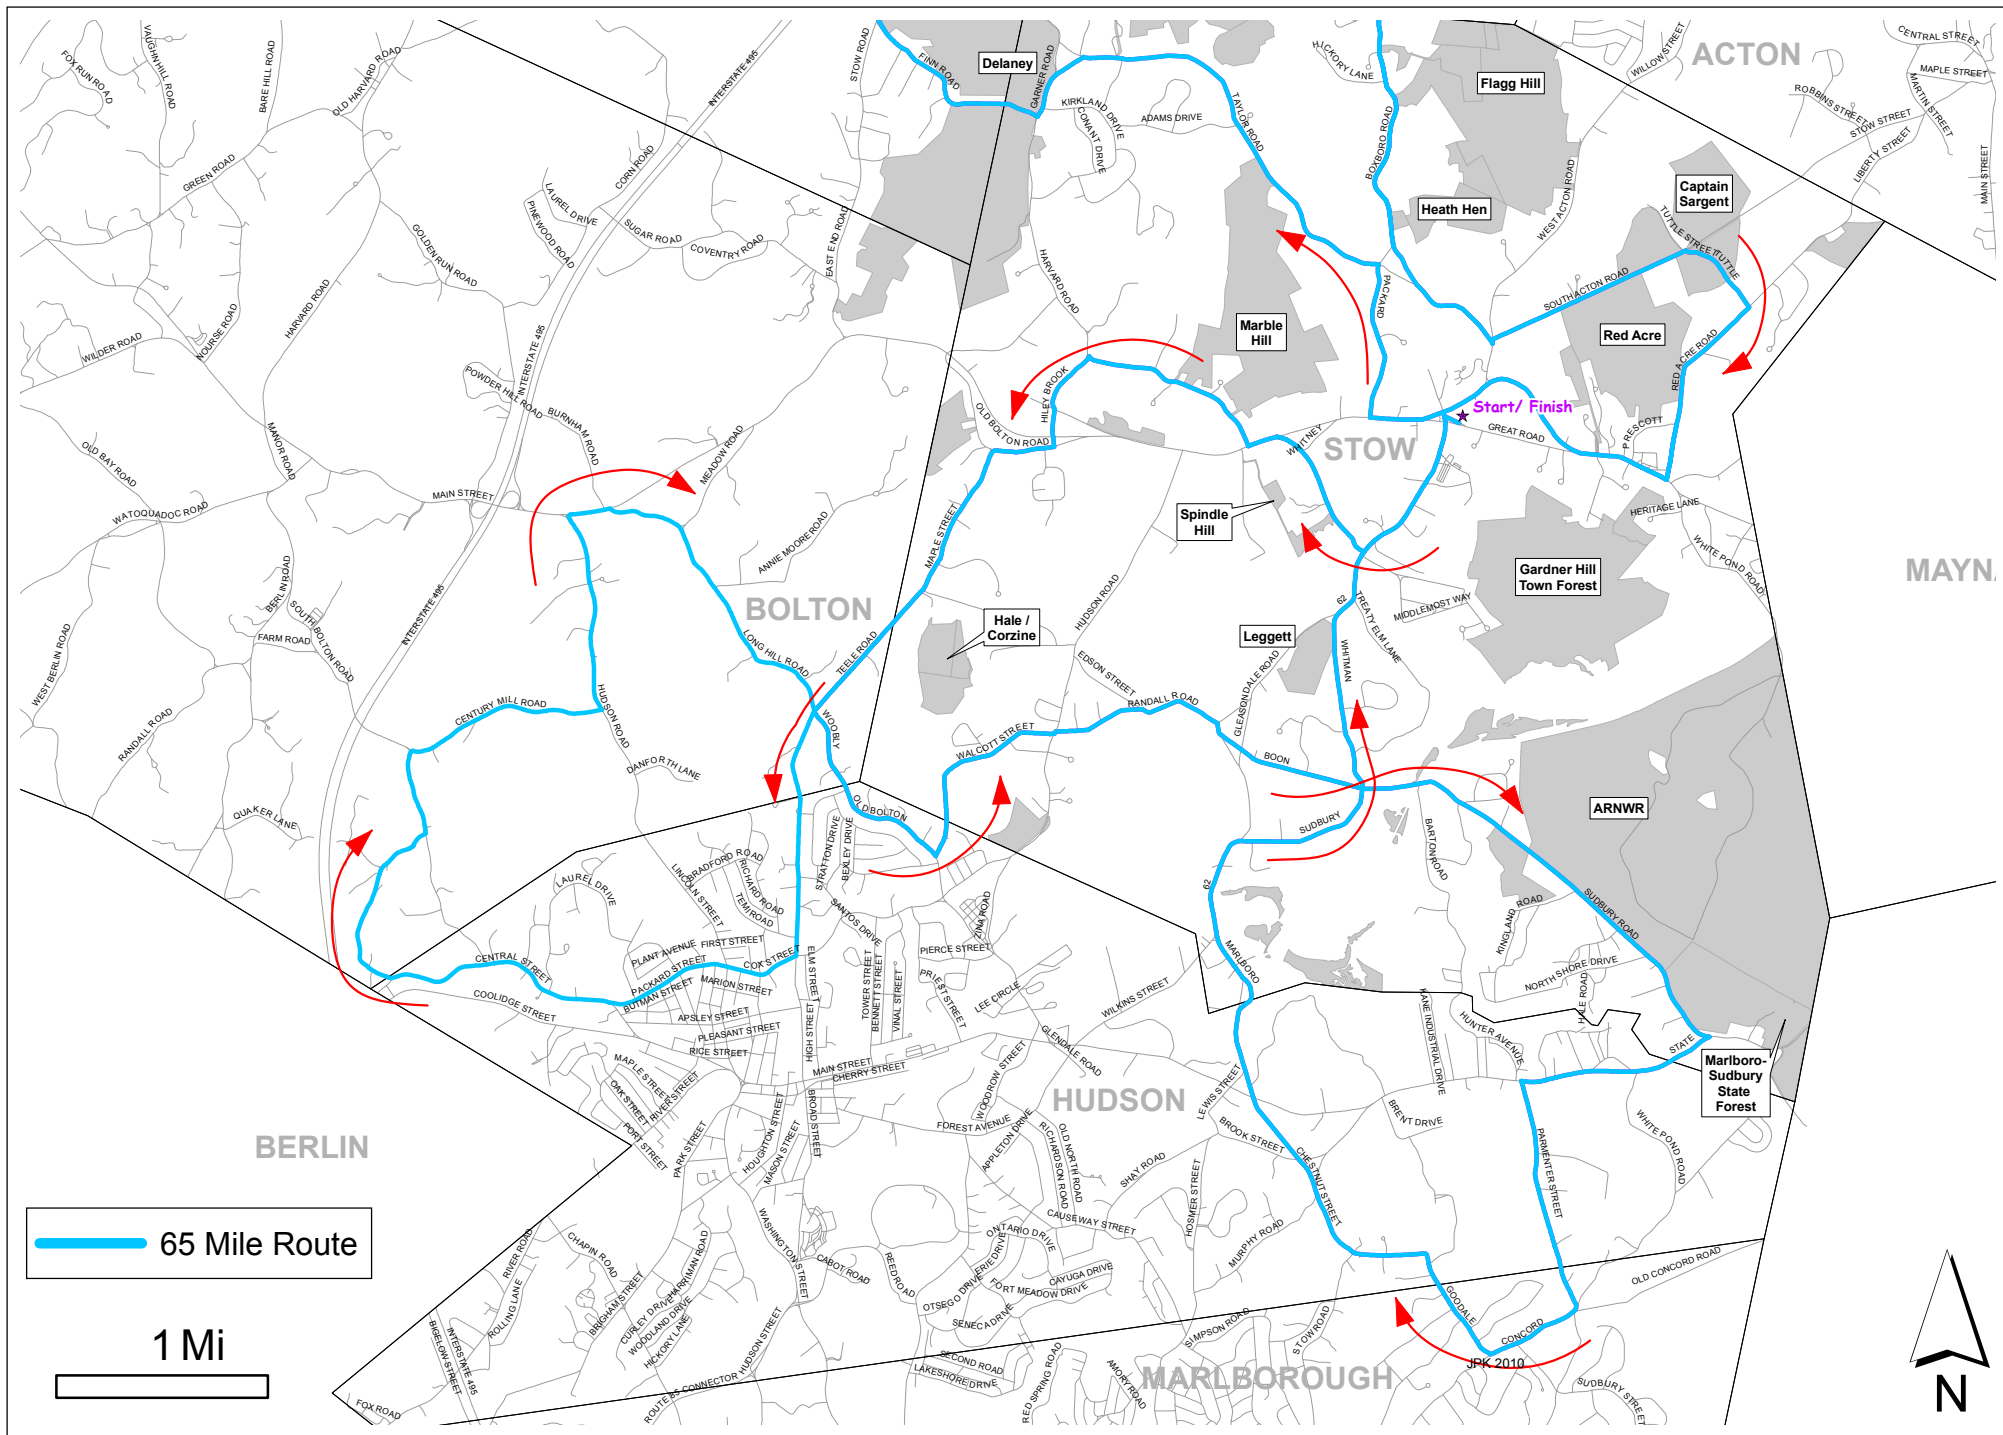 ACTON
CENTRAL STREET
MAPLE STREET
MARTIN STREET
ROBBINS STREET
STOW STREET
LIBERTY STREET
MAIN STREET
WILLOW STREET
HICKORY LANE
Flagg Hill
Delaney
FINN ROAD
STOW ROAD
GARNER ROAD
KIRKLAND DRIVE
CONANT DRIVE
ADAMS DRIVE
TAYLOR ROAD
BOXBORO ROAD
WEST ACTON ROAD
Heath Hen
Captain
Sargent
TUTTLE STREET
TUTTLE
SOUTH ACTON ROAD
Red Acre
RED ACRE ROAD
PRESCOTT
PACKARD
Marble
Hill
HARVARD ROAD
HILEY BROOK
OLD BOLTON ROAD
Start/ Finish
GREAT ROAD
STOW
WHITNEY
Spindle
Hill
Gardner Hill
Town Forest
HERITAGE LANE
WHITE POND ROAD
MAYNA
FOX RUN ROAD
VAUGHN HILL ROAD
BARE HILL ROAD
OLD HARVARD ROAD
INTERSTATE 495
GREEN ROAD
CORN ROAD
LAUREL DRIVE
PINEWOOD ROAD
SUGAR ROAD
COVENTRY ROAD
EAST END ROAD
GOLDEN RUN ROAD
HARVARD ROAD
NOURSE ROAD
WILDER ROAD
INTERSTATE 495
POWDER HILL ROAD
BURNHAM ROAD
MANOR ROAD
OLD BAY ROAD
MAIN STREET
MEADOW ROAD
WATOQUADOC ROAD
ANNIE MOORE ROAD
MAPLE STREET
BOLTON
BERLIN ROAD
SOUTH BOLTON ROAD
FARM ROAD
INTERSTATE 495
WEST BERLIN ROAD
RANDALL ROAD
QUAKER LANE
CENTURY MILL ROAD
HUDSON ROAD
DANFORTH LANE
LONG HILL ROAD
TEELE ROAD
WOOBLY
OLD BOLTON
Hale /
Corzine
HUDSON ROAD
EDSON STREET
RANDALL ROAD
WALCOTT STREET
Leggett
GLEASONDALE ROAD
62
WHITMAN
TREATY ELM LANE
MIDDLEMOST WAY
BOON
SUDBURY
BARTON ROAD
ARNWR
KINGLAND ROAD
SUDBURY ROAD
NORTH SHORE DRIVE
HALE ROAD
STATE
Marlboro-
Sudbury
State
Forest
62
MARLBORO
KANE INDUSTRIAL DRIVE
HUNTER AVENUE
WHITE POND ROAD
PARMENTER STREET
BRENT DRIVE
STRATTON DRIVE
BEXLEY DRIVE
BRADFORD ROAD
RICHARD ROAD
TEMI ROAD
LINCOLN STREET
LAUREL DRIVE
SANTOS DRIVE
ZINA ROAD
PIERCE STREET
PRIEST STREET
LEE CIRCLE
WILKINS STREET
GLENDALE ROAD
PLANT AVENUE
FIRST STREET
PACKARD STREET
COX STREET
BUTMAN STREET
MARION STREET
CENTRAL STREET
COOLIDGE STREET
APSLEY STREET
PLEASANT STREET
RICE STREET
ELM STREET
HIGH STREET
TOWER STREET
BENNETT STREET
VINAL STREET
MAIN STREET
CHERRY STREET
BROAD STREET
MAPLE STREET
OAK STREET
RIVER STREET
PORT STREET
PARK STREET
HOUGHTON STREET
MASON STREET
WOODROW STREET
HUDSON
FOREST AVENUE
APPLETON DRIVE
RICHARDSON ROAD
OLD NORTH ROAD
LEWIS STREET
BROOK STREET
SHAY ROAD
HOSMER STREET
CHESTNUT STREET
CAUSEWAY STREET
MURPHY ROAD
BERLIN
65 Mile Route
1 Mi
RIVER ROAD
ROLLING LANE
CHAPIN ROAD
BRIGHAM STREET
HARRIMAN ROAD
CURLEY DRIVE
WOODLAND DRIVE
HICKORY LANE
BIGELOW STREET
INTERSTATE 495
FOX ROAD
WASHINGTON STREET
CABOT ROAD
REED ROAD
HUDSON STREET
ROUTE 85 CONNECTOR
ONTARIO DRIVE
ERIE DRIVE
OTSEGO DRIVE
CAYUGA DRIVE
FORT MEADOW DRIVE
SENECA DRIVE
SECOND ROAD
LAKESHORE DRIVE
RED SPRING ROAD
AMORY ROAD
SIMPSON ROAD
STOW ROAD
GOODALE
CONCORD
OLD CONCORD ROAD
JPK 2010
MARLBOROUGH
SUDBURY STREET
N